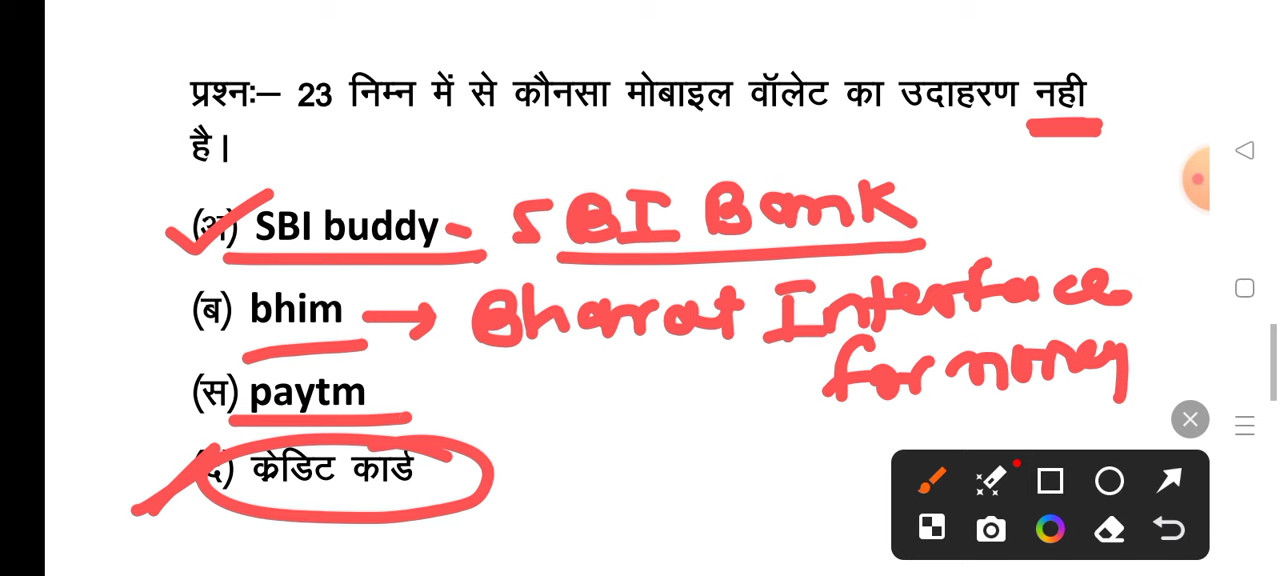 प्रश्नः– 23 निम्न में से कौनसा मोबाइल वॉलेट का उदाहरण नही
है।
(अ) SBI buddy - SBI Bank
(ब) bhim → Bharat Interface
for money
(स) paytm
(द) क्रेडिट कार्ड